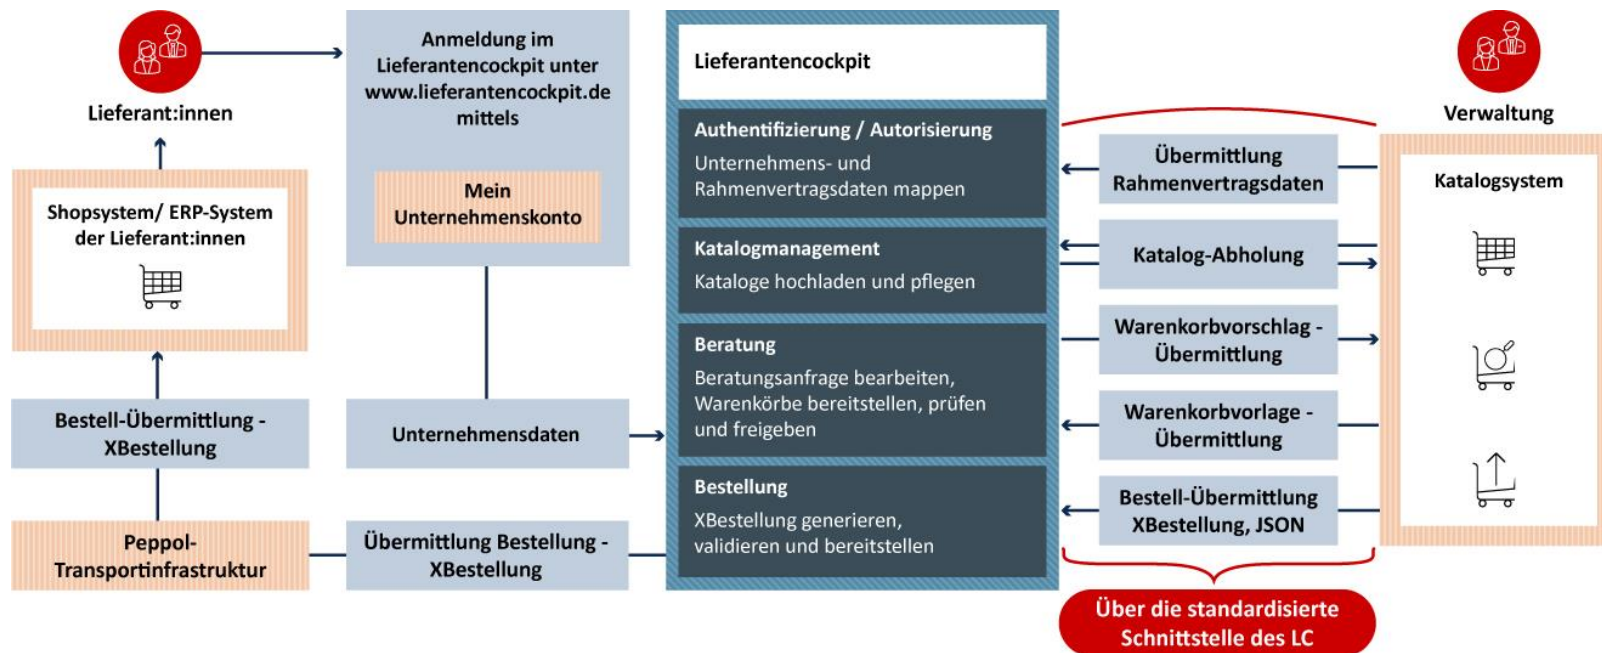 Lieferant:innen
Shopsystem/ ERP-System
der Lieferant:innen
Bestell-Übermittlung -
XBestellung
Peppol-
Transportinfrastruktur
Anmeldung im
Lieferantencockpit unter
www.lieferantencockpit.de
mittels
Mein
Unternehmenskonto
Unternehmensdaten
Übermittlung Bestellung -
XBestellung
Lieferantencockpit
Authentifizierung / Autorisierung
Unternehmens- und
Rahmenvertragsdaten mappen
Katalogmanagement
Kataloge hochladen und pflegen
Beratung
Beratungsanfrage bearbeiten,
Warenkörbe bereitstellen, prüfen
und freigeben
Bestellung
XBestellung generieren,
validieren und bereitstellen
Übermittlung
Rahmenvertragsdaten
Katalog-Abholung
Warenkorbvorschlag -
Übermittlung
Warenkorbvorlage -
Übermittlung
Bestell-Übermittlung
XBestellung, JSON
Über die standardisierte
Schnittstelle des LC
Verwaltung
Katalogsystem